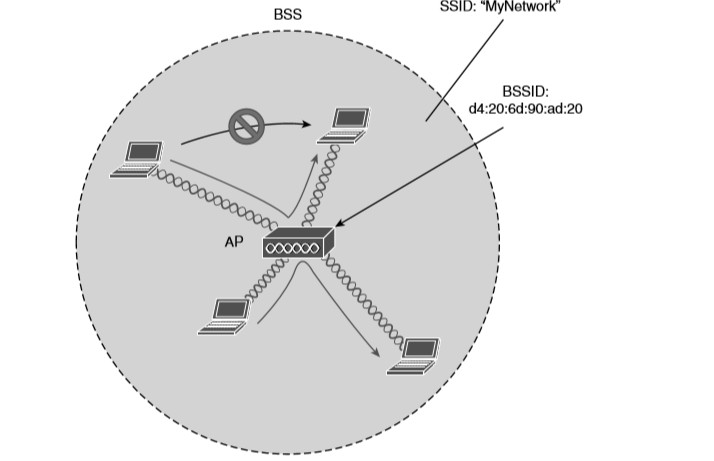 BSS
SSID: “MyNetwork”
BSSID:
d4:20:6d:90:ad:20
AP